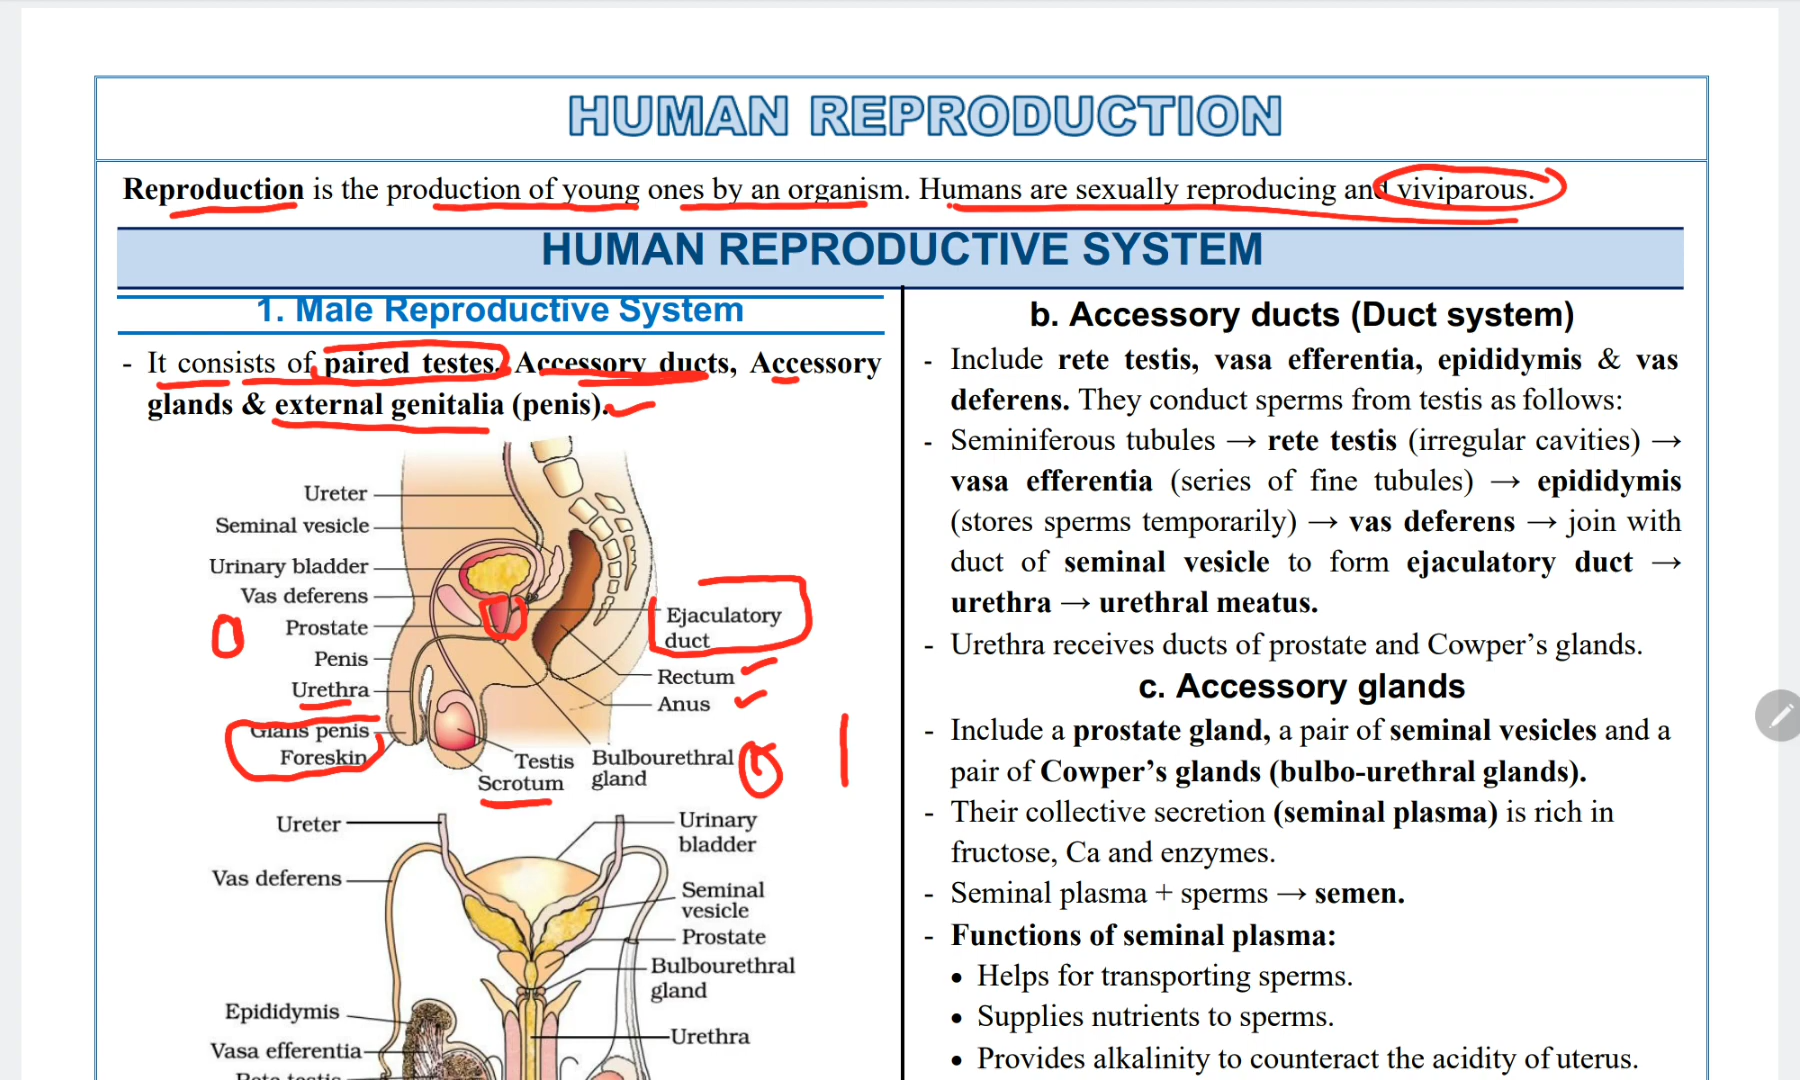 HUMAN REPRODUCTION
Reproduction is the production of young ones by an organism. Humans are sexually reproducing and viviparous.
HUMAN REPRODUCTIVE SYSTEM
1. Male Reproductive System
- It consists of paired testes, Accessory ducts, Accessory
glands & external genitalia (penis).
Ureter
Seminal vesicle
Urinary bladder
Vas deferens
Prostate
Penis
Urethra
Glans penis
Foreskin
Ejaculatory
duct
Rectum
Anus
Testis
Scrotum
Bulbourethral
gland
Ureter
Vas deferens
Epididymis
Vasa efferentia
Rete testis
Urinary
bladder
Seminal
vesicle
Prostate
Bulbourethral
gland
Urethra
b. Accessory ducts (Duct system)
- Include rete testis, vasa efferentia, epididymis & vas
deferens. They conduct sperms from testis as follows:
- Seminiferous tubules → rete testis (irregular cavities) →
vasa efferentia (series of fine tubules) → epididymis
(stores sperms temporarily) → vas deferens → join with
duct of seminal vesicle to form ejaculatory duct →
urethra → urethral meatus.
- Urethra receives ducts of prostate and Cowper’s glands.
c. Accessory glands
- Include a prostate gland, a pair of seminal vesicles and a
pair of Cowper’s glands (bulbo-urethral glands).
- Their collective secretion (seminal plasma) is rich in
fructose, Ca and enzymes.
- Seminal plasma + sperms → semen.
- Functions of seminal plasma:
• Helps for transporting sperms.
• Supplies nutrients to sperms.
• Provides alkalinity to counteract the acidity of uterus.